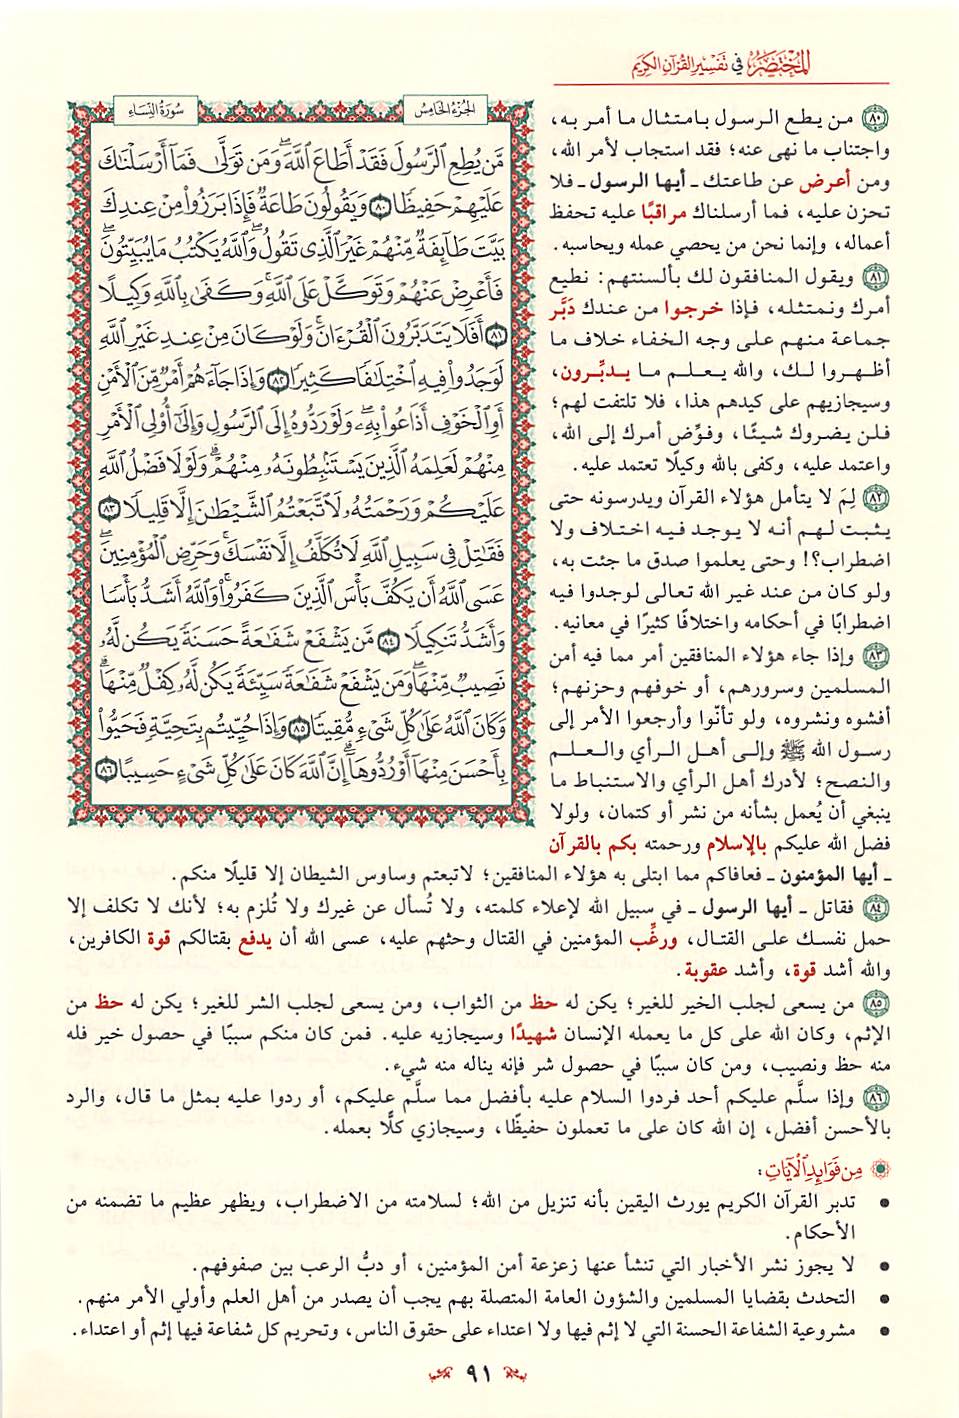 المختصر في تفسير القرآن الكريم
الجزء الخامس
سورة النساء
مَّن يُطِعِ ٱلرَّسُولَ فَقَدْ أَطَاعَ ٱللَّهَۖ وَمَن تَوَلَّىٰ فَمَآ أَرْسَلْنَٰكَ
عَلَيْهِمْ حَفِيظًا ٨٠ وَيَقُولُونَ طَاعَةٌ فَإِذَا بَرَزُوا۟ مِنْ عِندِكَ
بَيَّتَ طَآئِفَةٌ مِّنْهُمْ غَيْرَ ٱلَّذِى تَقُولُۖ وَٱللَّهُ يَكْتُبُ مَا يُبَيِّتُونَۖ
فَأَعْرِضْ عَنْهُمْ وَتَوَكَّلْ عَلَى ٱللَّهِۚ وَكَفَىٰ بِٱللَّهِ وَكِيلًا
٨١ أَفَلَا يَتَدَبَّرُونَ ٱلْقُرْءَانَۚ وَلَوْ كَانَ مِنْ عِندِ غَيْرِ ٱللَّهِ
لَوَجَدُوا۟ فِيهِ ٱخْتِلَٰفًا كَثِيرًا ٨٢ وَإِذَا جَآءَهُمْ أَمْرٌ مِّنَ ٱلْأَمْنِ
أَوِ ٱلْخَوْفِ أَذَاعُوا۟ بِهِۦۖ وَلَوْ رَدُّوهُ إِلَى ٱلرَّسُولِ وَإِلَىٰٓ أُو۟لِى ٱلْأَمْرِ
مِنْهُمْ لَعَلِمَهُ ٱلَّذِينَ يَسْتَنۢبِطُونَهُۥ مِنْهُمْۗ وَلَوْلَا فَضْلُ ٱللَّهِ
عَلَيْكُمْ وَرَحْمَتُهُۥ لَٱتَّبَعْتُمُ ٱلشَّيْطَٰنَ إِلَّا قَلِيلًا ٨٣
فَقَٰتِلْ فِى سَبِيلِ ٱللَّهِ لَا تُكَلَّفُ إِلَّا نَفْسَكَۚ وَحَرِّضِ ٱلْمُؤْمِنِينَۖ
عَسَى ٱللَّهُ أَن يَكُفَّ بَأْسَ ٱلَّذِينَ كَفَرُوا۟ۚ وَٱللَّهُ أَشَدُّ بَأْسًا
وَأَشَدُّ تَنكِيلًا ٨٤ مَّن يَشْفَعْ شَفَٰعَةً حَسَنَةً يَكُن لَّهُۥ
نَصِيبٌ مِّنْهَاۖ وَمَن يَشْفَعْ شَفَٰعَةً سَيِّئَةً يَكُن لَّهُۥ كِفْلٌ مِّنْهَاۗ
وَكَانَ ٱللَّهُ عَلَىٰ كُلِّ شَىْءٍ مُّقِيتًا ٨٥ وَإِذَا حُيِّيتُم بِتَحِيَّةٍ فَحَيُّوا۟
بِأَحْسَنَ مِنْهَآ أَوْ رُدُّوهَآۗ إِنَّ ٱللَّهَ كَانَ عَلَىٰ كُلِّ شَىْءٍ حَسِيبًا ٨٦
٨٠ من يطع الرسول بامتثال ما أمر به،
واجتناب ما نهى عنه؛ فقد استجاب لأمر الله،
ومن أعرض عن طاعتك ـ أيها الرسول ـ فلا
تحزن عليه، فما أرسلناك مراقبًا عليه تحفظ
أعماله، وإنما نحن من يحصي عمله ويحاسبه.
٨١ ويقول المنافقون لك بألسنتهم: نطيع
أمرك ونمتثله، فإذا خرجوا من عندك دَبَّر
جماعة منهم على وجه الخفاء خلاف ما
أظهروا لك، والله يعلم ما يدبِّرون،
وسيجازيهم على كيدهم هذا، فلا تلتفت لهم؛
فلن يضروك شيئًا، وفوِّض أمرك إلى الله،
واعتمد عليه، وكفى بالله وكيلًا تعتمد عليه.
٨٢ لِمَ لا يتأمل هؤلاء القرآن ويدرسونه حتى
يثبت لهم أنه لا يوجد فيه اختلاف ولا
اضطراب؟! وحتى يعلموا صدق ما جئت به،
ولو كان من عند غير الله تعالى لوجدوا فيه
اضطرابًا في أحكامه واختلافًا كثيرًا في معانيه.
٨٣ وإذا جاء هؤلاء المنافقين أمر مما فيه أمن
المسلمين وسرورهم، أو خوفهم وحزنهم؛
أفشوه ونشروه، ولو تأنّوا وأرجعوا الأمر إلى
رسول الله ﷺ وإلى أهل الرأي والعلم
والنصح؛ لأدرك أهل الرأي والاستنباط ما
ينبغي أن يُعمل بشأنه من نشر أو كتمان، ولولا
فضل الله عليكم بالإسلام ورحمته بكم بالقرآن
ـ أيها المؤمنون ـ فعافاكم مما ابتلى به هؤلاء المنافقين؛ لاتبعتم وساوس الشيطان إلا قليلًا منكم.
٨٤ فقاتل ـ أيها الرسول ـ في سبيل الله لإعلاء كلمته، ولا تُسأل عن غيرك ولا تُلزم به؛ لأنك لا تكلف إلا
حمل نفسك على القتال، ورغِّب المؤمنين في القتال وحثهم عليه، عسى الله أن يدفع بقتالكم قوة الكافرين،
والله أشد قوة، وأشد عقوبة.
٨٥ من يسعى لجلب الخير للغير؛ يكن له حظ من الثواب، ومن يسعى لجلب الشر للغير؛ يكن له حظ من
الإثم، وكان الله على كل ما يعمله الإنسان شهيدًا وسيجازيه عليه. فمن كان منكم سببًا في حصول خير فله
منه حظ ونصيب، ومن كان سببًا في حصول شر فإنه يناله منه شيء.
٨٦ وإذا سلَّم عليكم أحد فردوا السلام عليه بأفضل مما سلَّم عليكم، أو ردوا عليه بمثل ما قال، والرد
بالأحسن أفضل، إن الله كان على ما تعملون حفيظًا، وسيجازي كلًّا بعمله.
من فوائد الآيات:
• تدبر القرآن الكريم يورث اليقين بأنه تنزيل من الله؛ لسلامته من الاضطراب، ويظهر عظيم ما تضمنه من
الأحكام.
• لا يجوز نشر الأخبار التي تنشأ عنها زعزعة أمن المؤمنين، أو دبُّ الرعب بين صفوفهم.
• التحدث بقضايا المسلمين والشؤون العامة المتصلة بهم يجب أن يصدر من أهل العلم وأولي الأمر منهم.
• مشروعية الشفاعة الحسنة التي لا إثم فيها ولا اعتداء على حقوق الناس، وتحريم كل شفاعة فيها إثم أو اعتداء.
٩١